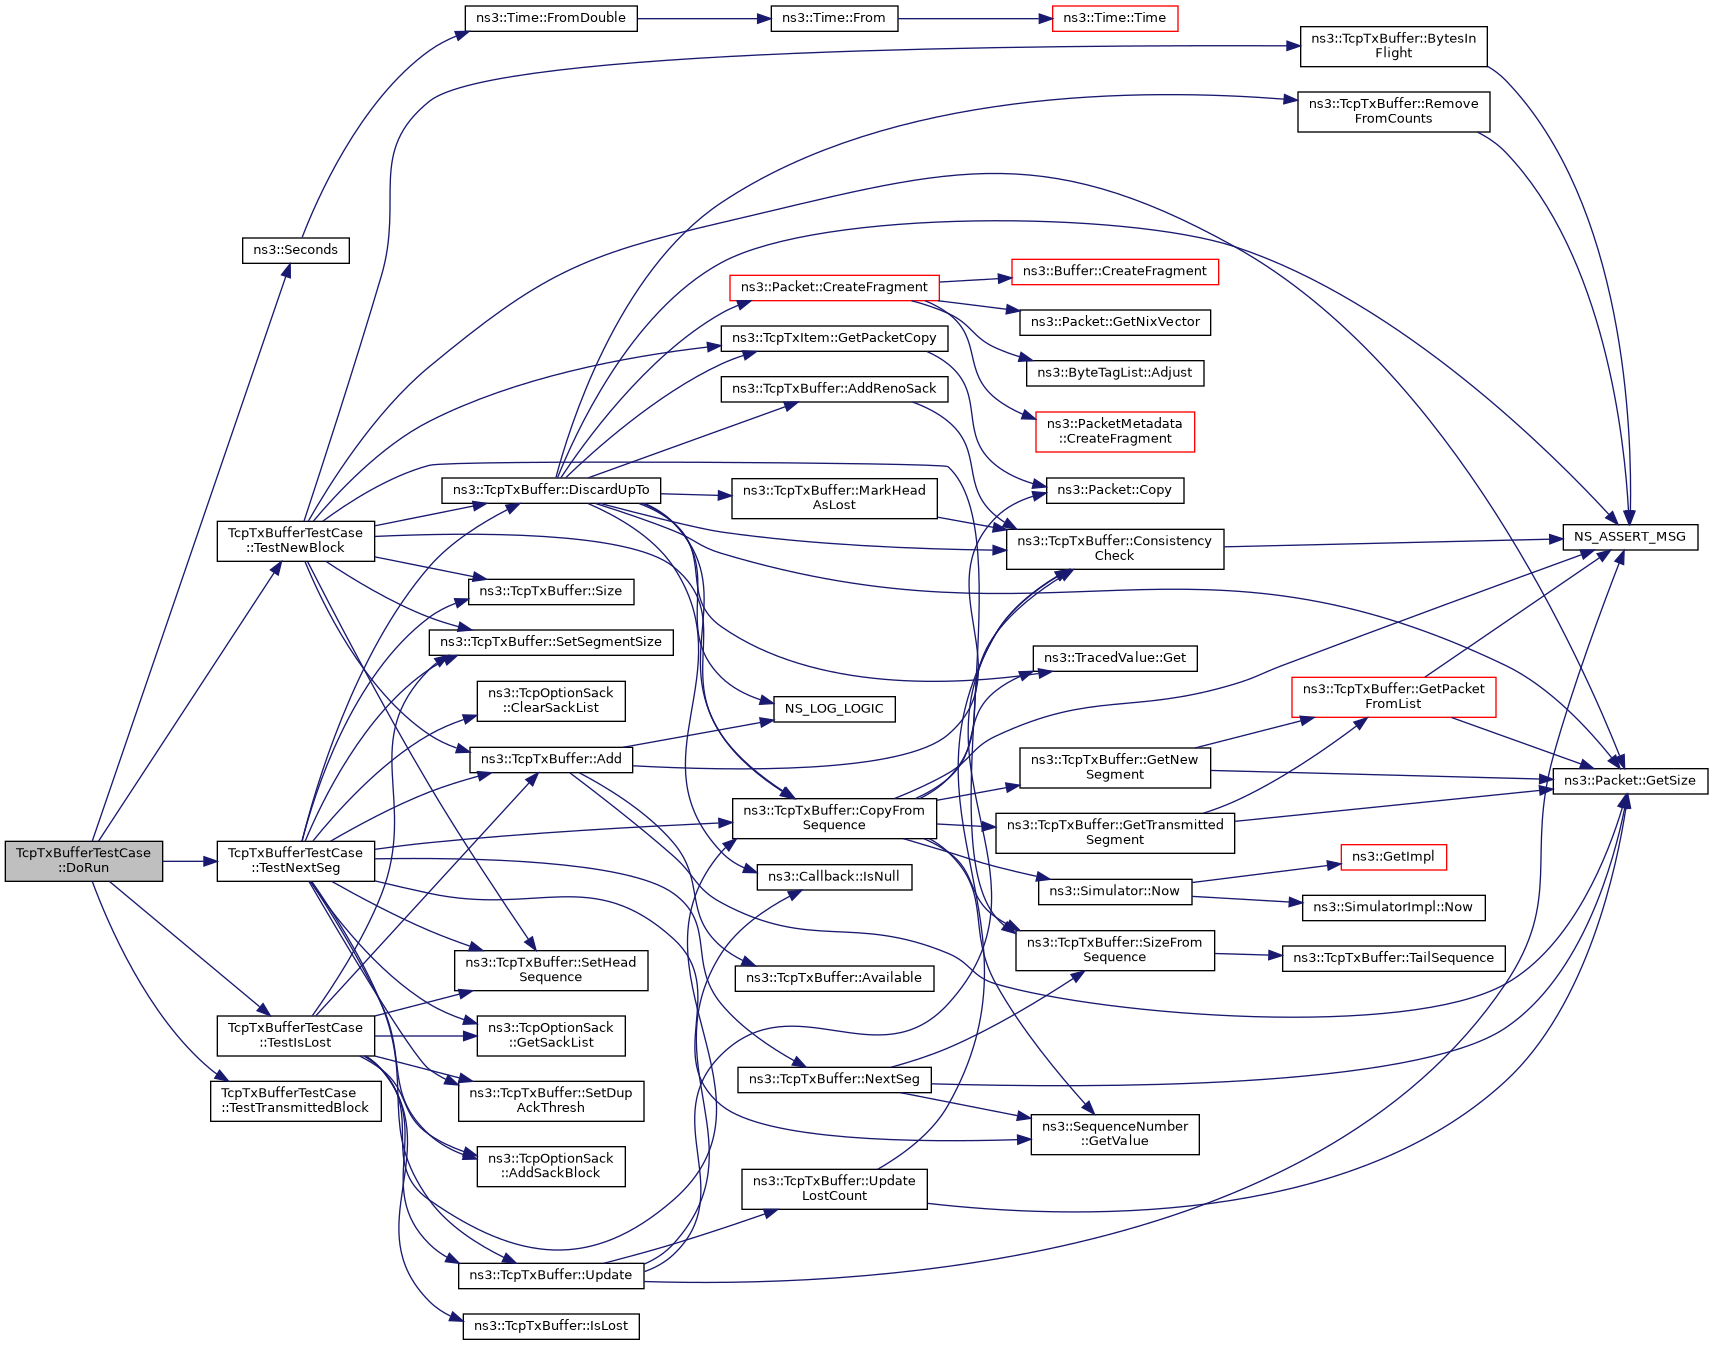 TcpTxBufferTestCase
::DoRun
ns3::Seconds
TcpTxBufferTestCase
::TestNewBlock
TcpTxBufferTestCase
::TestNextSeg
TcpTxBufferTestCase
::TestIsLost
TcpTxBufferTestCase
::TestTransmittedBlock
ns3::Time::FromDouble
ns3::TcpTxBuffer::DiscardUpTo
ns3::TcpTxBuffer::Size
ns3::TcpTxBuffer::SetSegmentSize
ns3::TcpOptionSack
::ClearSackList
ns3::TcpTxBuffer::Add
ns3::TcpTxBuffer::SetHead
Sequence
ns3::TcpOptionSack
::GetSackList
ns3::TcpTxBuffer::SetDup
AckThresh
ns3::TcpOptionSack
::AddSackBlock
ns3::TcpTxBuffer::Update
ns3::TcpTxBuffer::IsLost
ns3::Time::From
ns3::Packet::CreateFragment
ns3::TcpTxItem::GetPacketCopy
ns3::TcpTxBuffer::AddRenoSack
ns3::TcpTxBuffer::MarkHead
AsLost
NS_LOG_LOGIC
ns3::TcpTxBuffer::CopyFrom
Sequence
ns3::Callback::IsNull
ns3::TcpTxBuffer::Available
ns3::TcpTxBuffer::NextSeg
ns3::TcpTxBuffer::Update
LostCount
ns3::Time::Time
ns3::Buffer::CreateFragment
ns3::Packet::GetNixVector
ns3::ByteTagList::Adjust
ns3::PacketMetadata
::CreateFragment
ns3::Packet::Copy
ns3::TcpTxBuffer::Consistency
Check
ns3::TracedValue::Get
ns3::TcpTxBuffer::GetNew
Segment
ns3::TcpTxBuffer::GetTransmitted
Segment
ns3::Simulator::Now
ns3::TcpTxBuffer::SizeFrom
Sequence
ns3::SequenceNumber
::GetValue
ns3::TcpTxBuffer::BytesIn
Flight
ns3::TcpTxBuffer::Remove
FromCounts
ns3::TcpTxBuffer::GetPacket
FromList
ns3::GetImpl
ns3::SimulatorImpl::Now
ns3::TcpTxBuffer::TailSequence
NS_ASSERT_MSG
ns3::Packet::GetSize